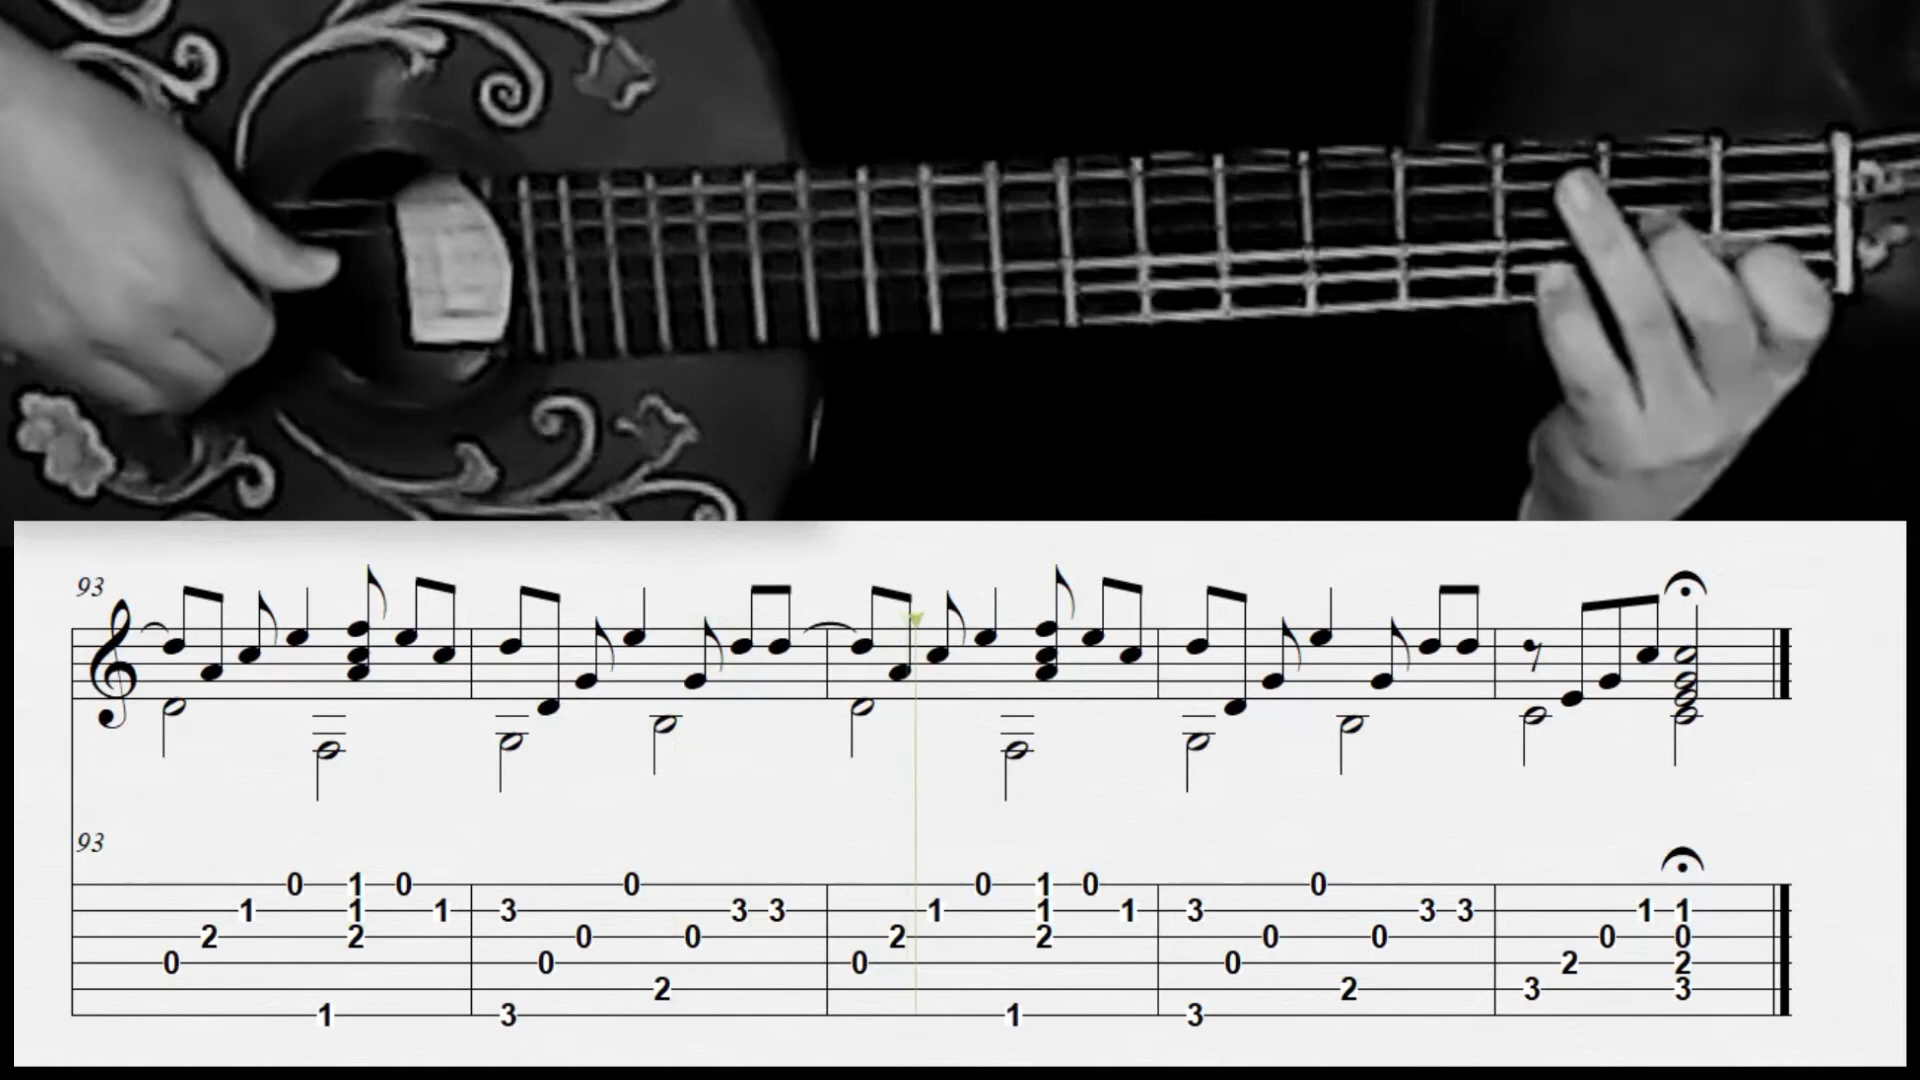 93
93
0 1 0 0 0 1 0 0
1 1 1 3 3 3 1 1 1 3 3 3 1 1
2 2 0 0 2 2 0 0 0 0
0 0 0 0 2 2
2 2 3 3
1 3 1 3